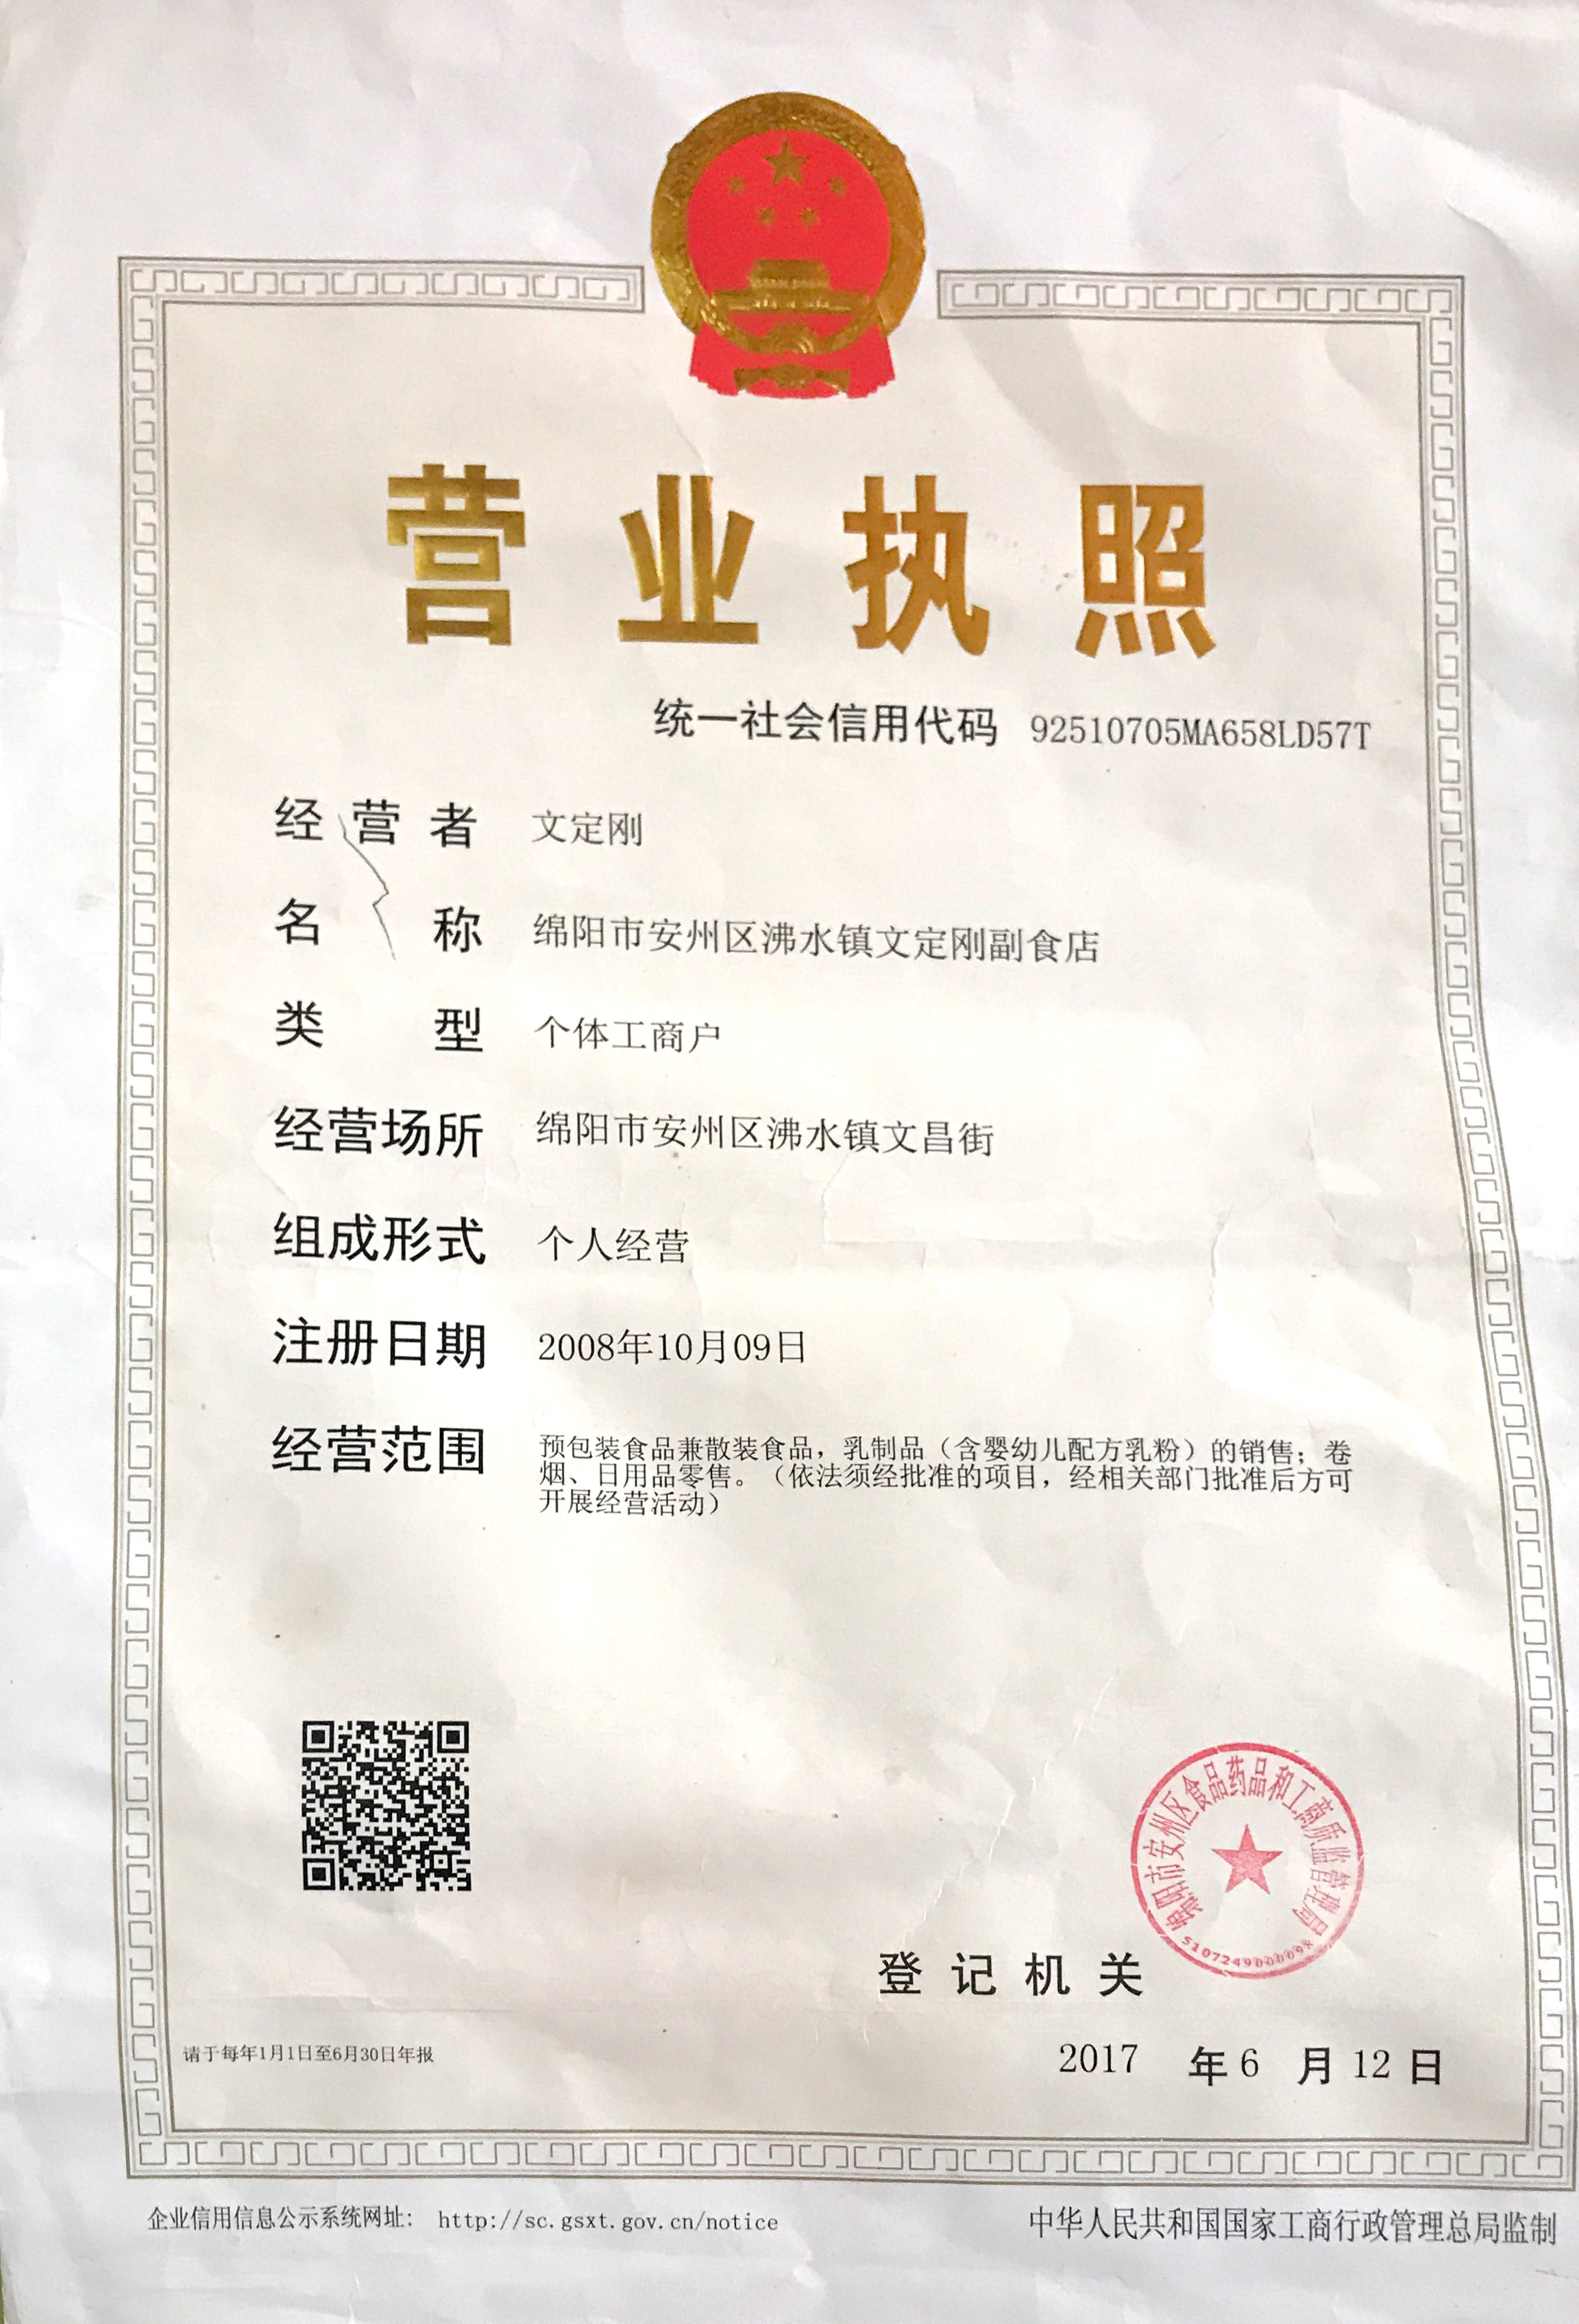 营业执照
统一社会信用代码 92510705MA658LD57T
经营者 文定刚
名称 绵阳市安州区沸水镇文定刚副食店
类型 个体工商户
经营场所 绵阳市安州区沸水镇文昌街
组成形式 个人经营
注册日期 2008年10月09日
经营范围 预包装食品兼散装食品，乳制品（含婴幼儿配方乳粉）的销售；卷
烟、日用品零售。（依法须经批准的项目，经相关部门批准后方可
开展经营活动）
绵阳市安州区食品药品和工商质监管理局
5107249000698
登记机关
请于每年1月1日至6月30日年报
2017 年 6 月 12 日
企业信用信息公示系统网址： http://sc.gsxt.gov.cn/notice
中华人民共和国国家工商行政管理总局监制